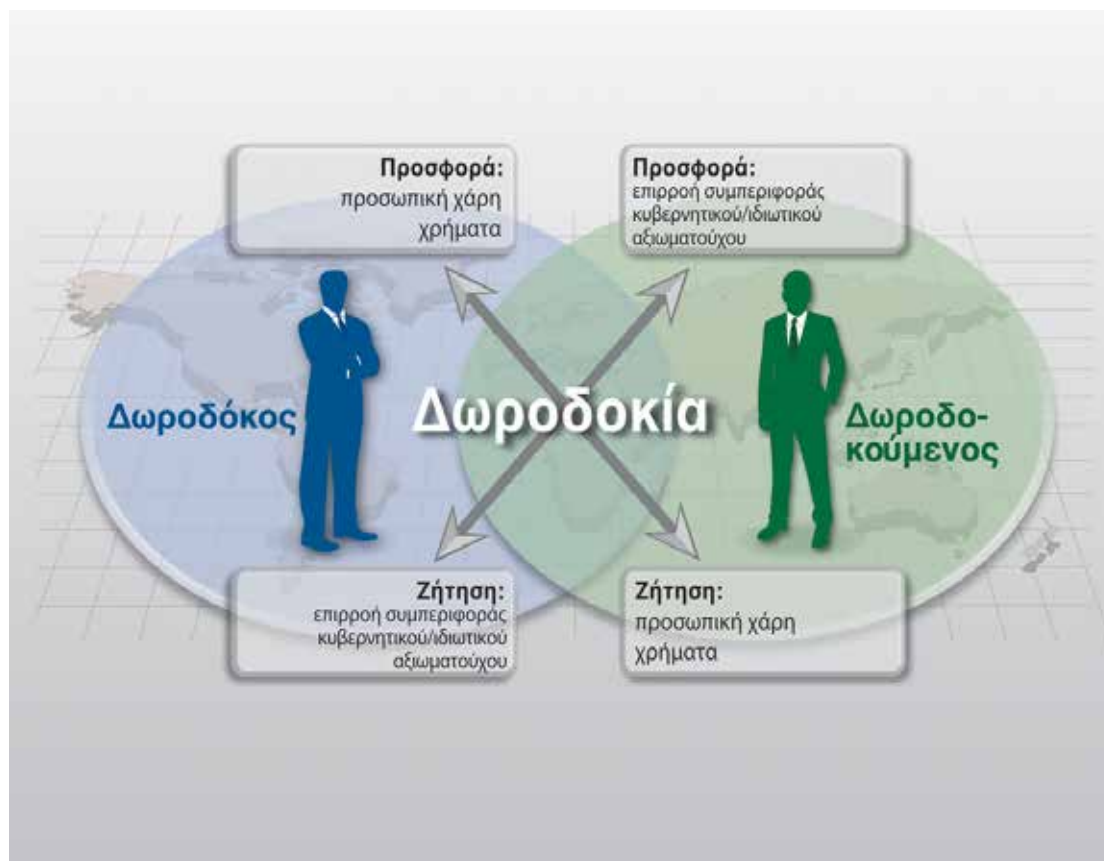 Προσφορά:
προσωπική χάρη
χρήματα
Προσφορά:
επιρροή συμπεριφοράς
κυβερνητικού/ιδιωτικού
αξιωματούχου
Δωροδόκος
Δωροδοκία
Δωροδο-
κούμενος
Ζήτηση:
επιρροή συμπεριφοράς
κυβερνητικού/ιδιωτικού
αξιωματούχου
Ζήτηση:
προσωπική χάρη
χρήματα